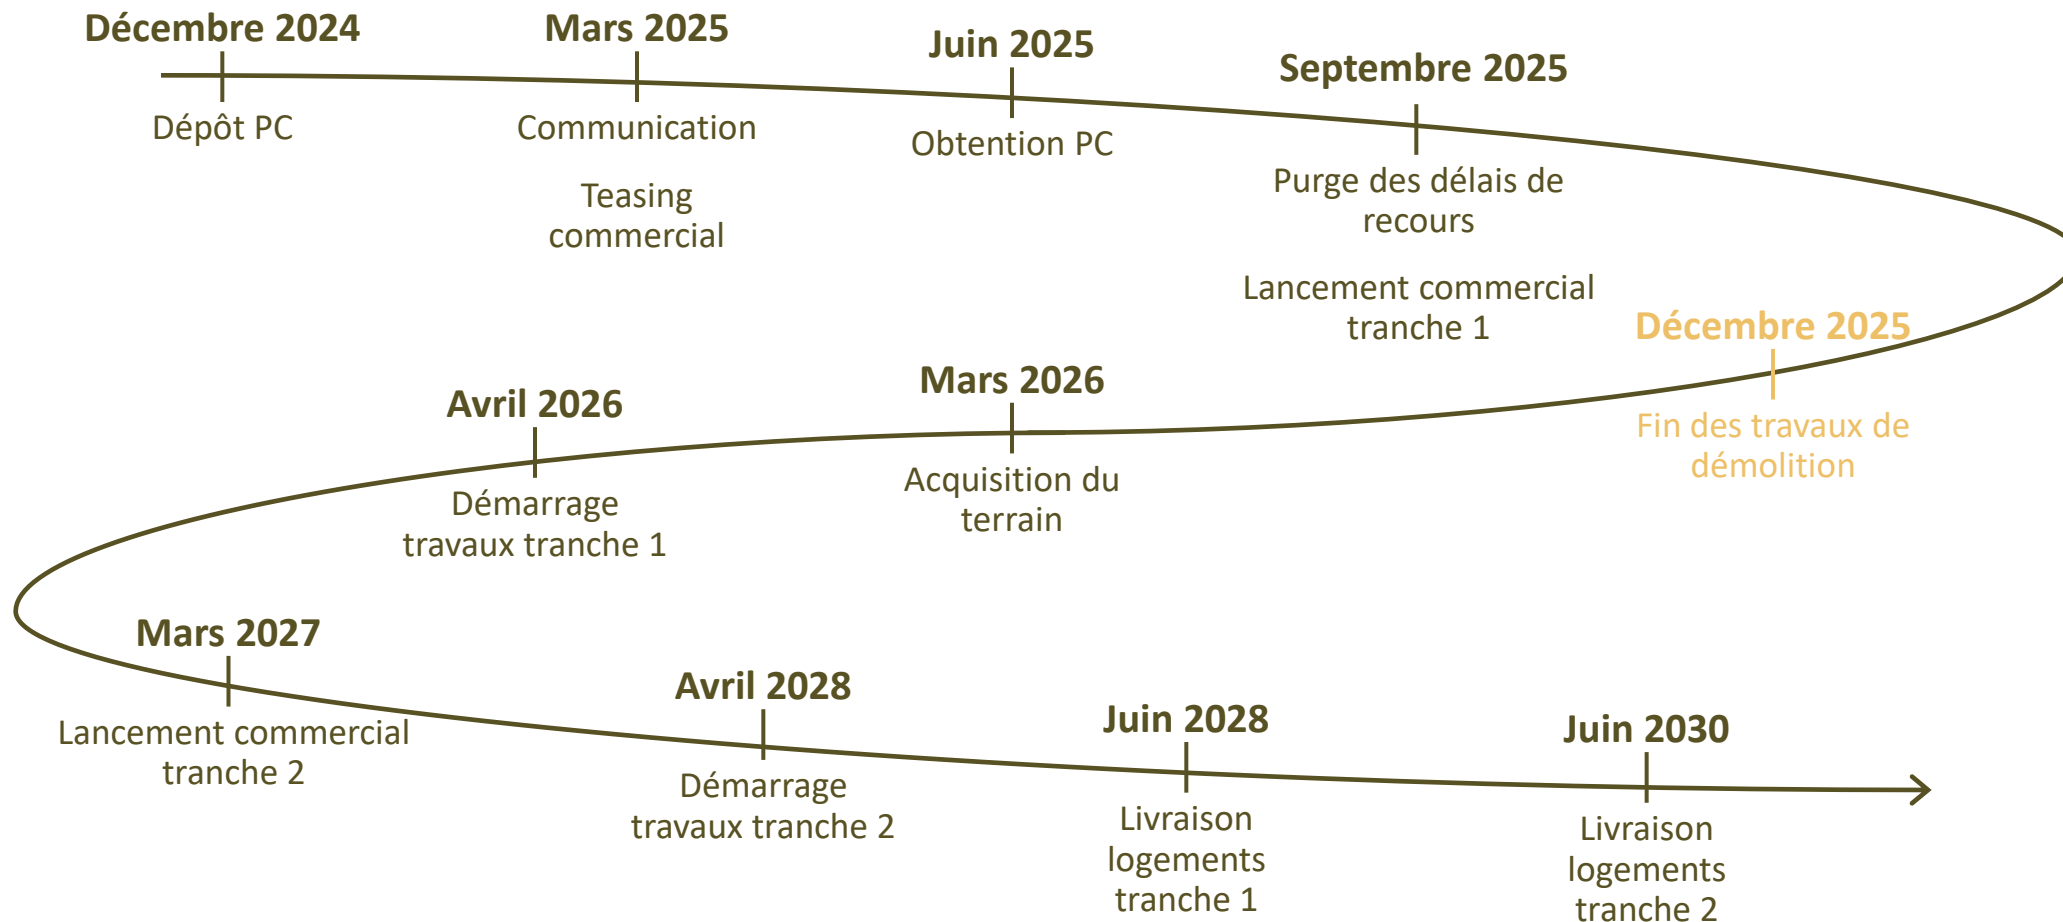 Décembre 2024
Dépôt PC
Mars 2025
Communication
Teasing
commercial
Juin 2025
Obtention PC
Septembre 2025
Purge des délais de
recours
Lancement commercial
tranche 1
Décembre 2025
Fin des travaux de
démolition
Mars 2026
Acquisition du
terrain
Avril 2026
Démarrage
travaux tranche 1
Mars 2027
Lancement commercial
tranche 2
Avril 2028
Démarrage
travaux tranche 2
Juin 2028
Livraison
logements
tranche 1
Juin 2030
Livraison
logements
tranche 2